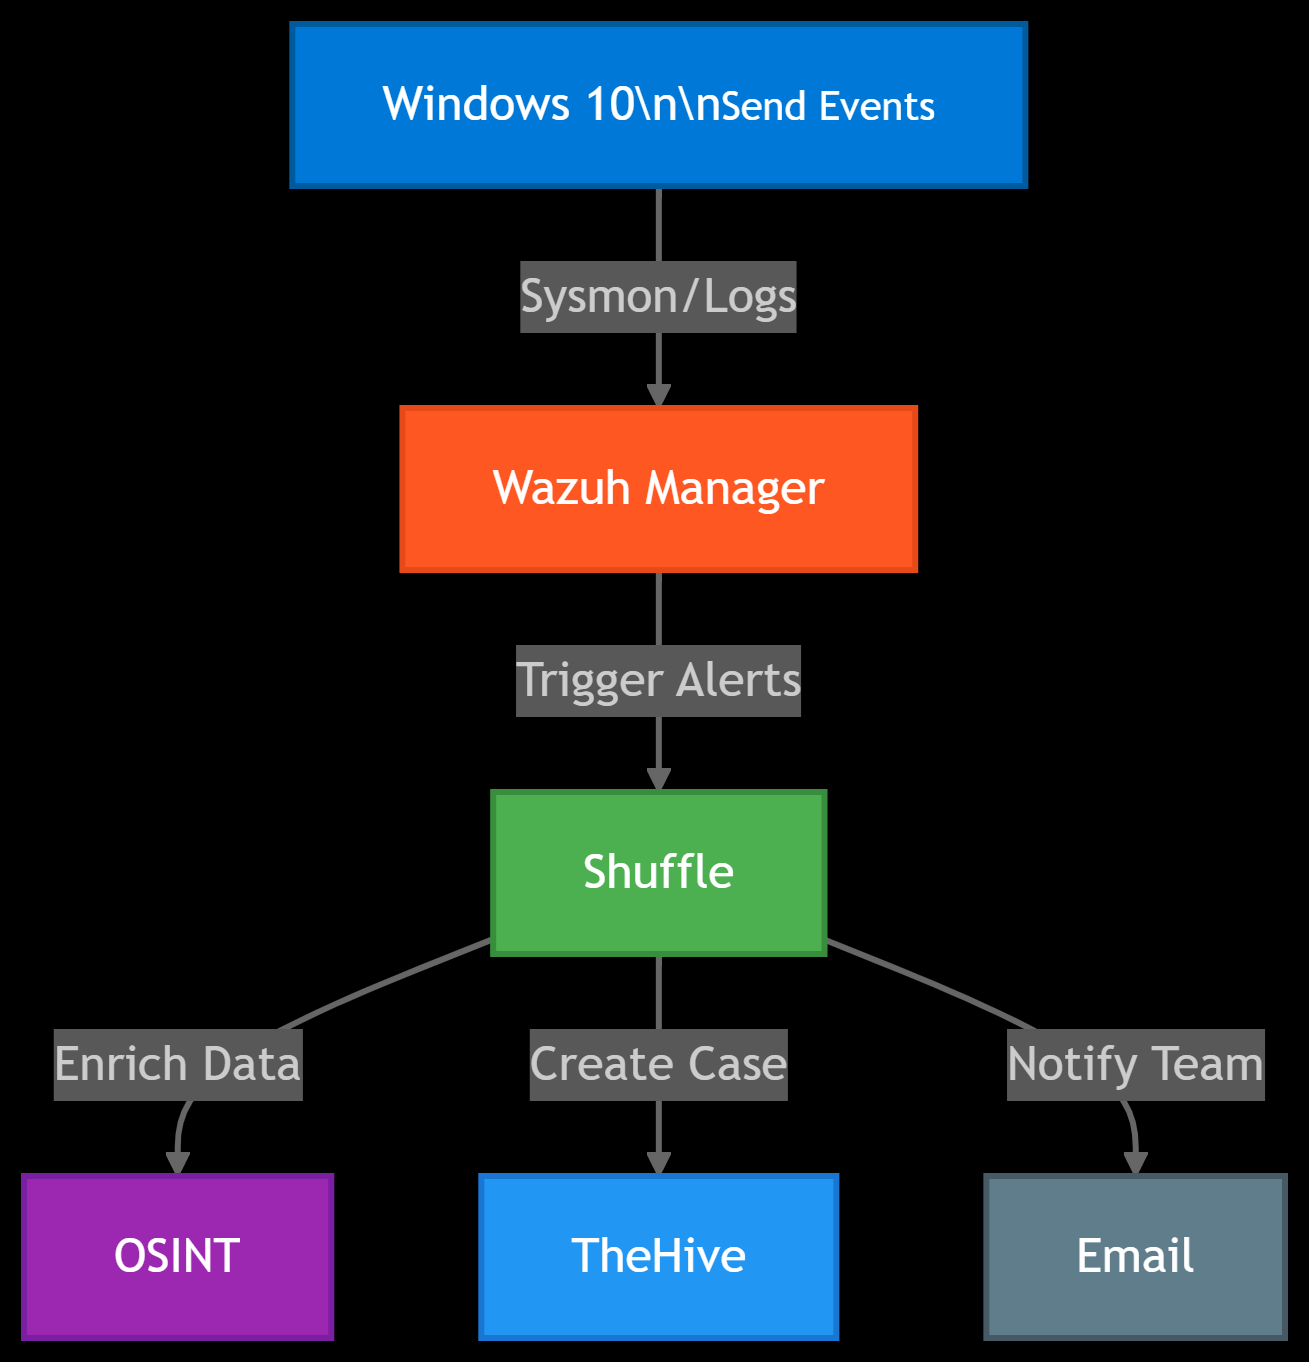 Windows 10\n\nSend Events
Sysmon/Logs
Wazuh Manager
Trigger Alerts
Shuffle
Enrich Data
Create Case
Notify Team
OSINT
TheHive
Email